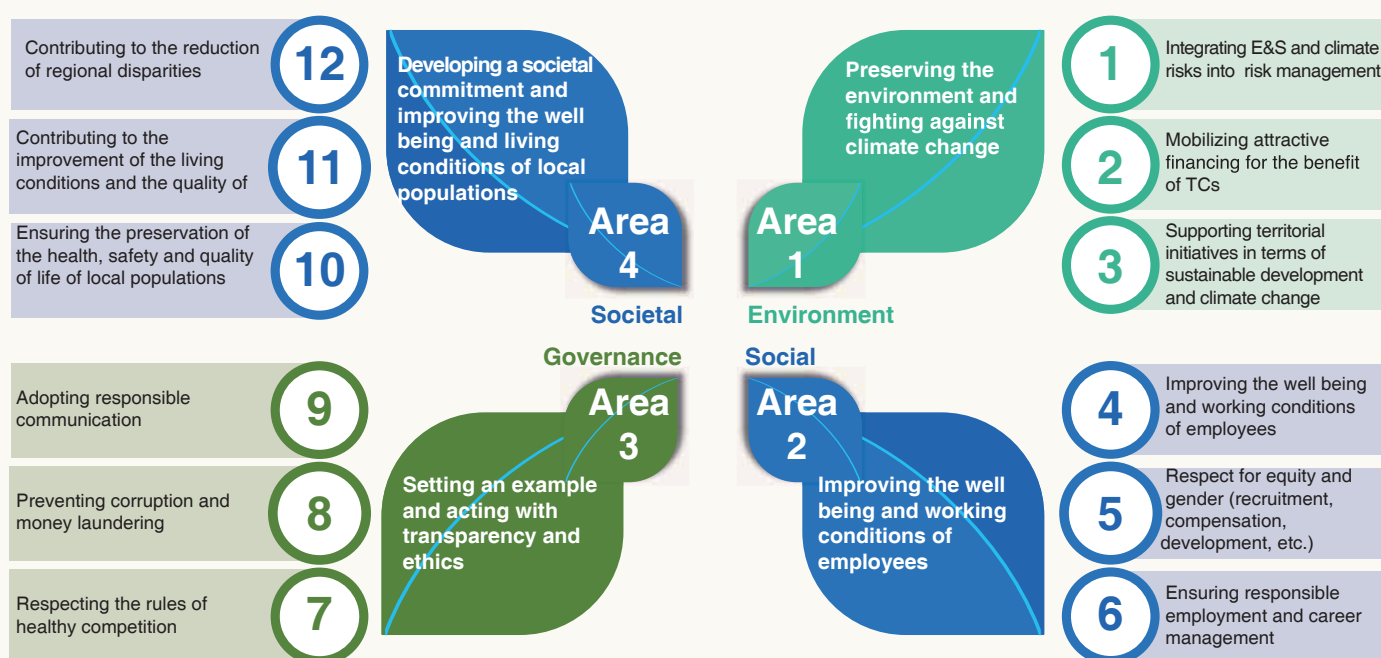 1
Integrating E&S and climate
risks into risk management
2
Mobilizing attractive
financing for the benefit
of TCs
3
Supporting territorial
initiatives in terms of
sustainable development
and climate change
Preserving the
environment and
fighting against
climate change
Area
1
Environment
Social
Area
2
Improving the well
being and working
conditions of
employees
4
Improving the well being
and working conditions
of employees
5
Respect for equity and
gender (recruitment,
compensation,
development, etc.)
6
Ensuring responsible
employment and career
management
Governance
Area
3
Setting an example
and acting with
transparency and
ethics
7
Respecting the rules of
healthy competition
8
Preventing corruption and
money laundering
9
Adopting responsible
communication
Developing a societal
commitment and
improving the well
being and living
conditions of local
populations
Area
4
Societal
10
Ensuring the preservation of
the health, safety and quality
of life of local populations
11
Contributing to the
improvement of the living
conditions and the quality of
12
Contributing to the reduction
of regional disparities